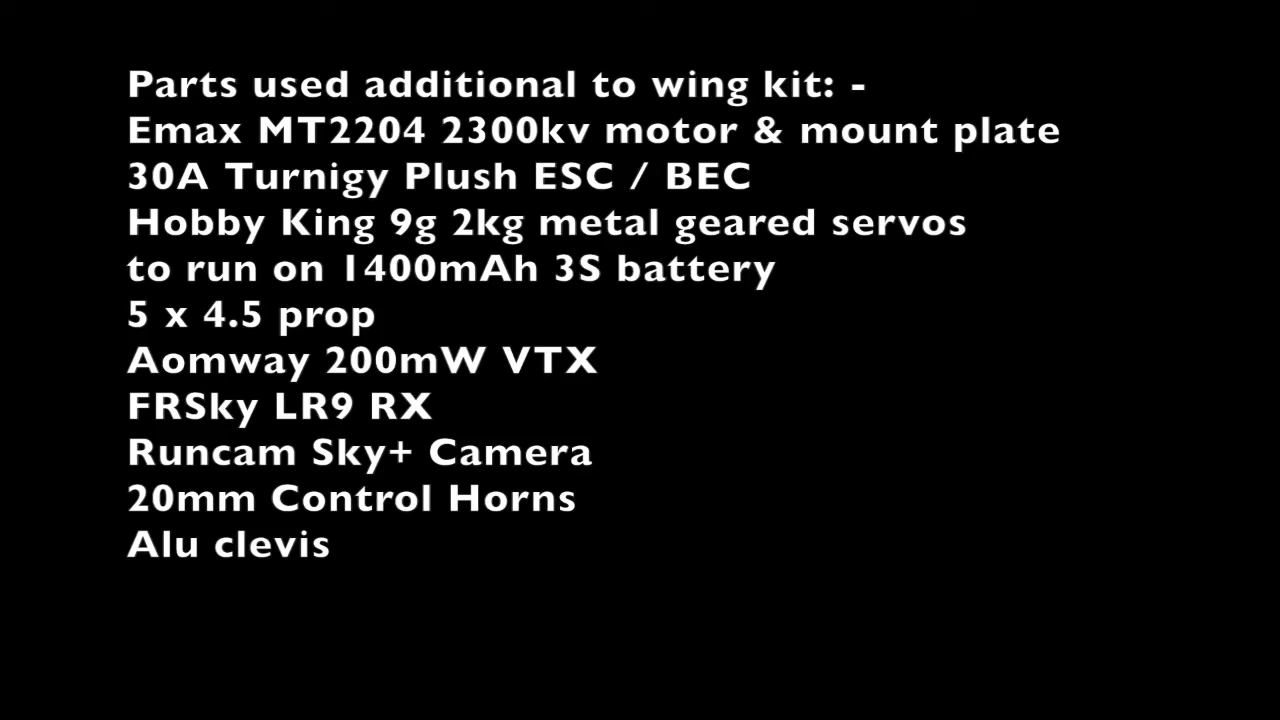 Parts used additional to wing kit: -
Emax MT2204 2300kv motor & mount plate
30A Turnigy Plush ESC / BEC
Hobby King 9g 2kg metal geared servos
to run on 1400mAh 3S battery
5 x 4.5 prop
Aomway 200mW VTX
FRSky LR9 RX
Runcam Sky+ Camera
20mm Control Horns
Alu clevis